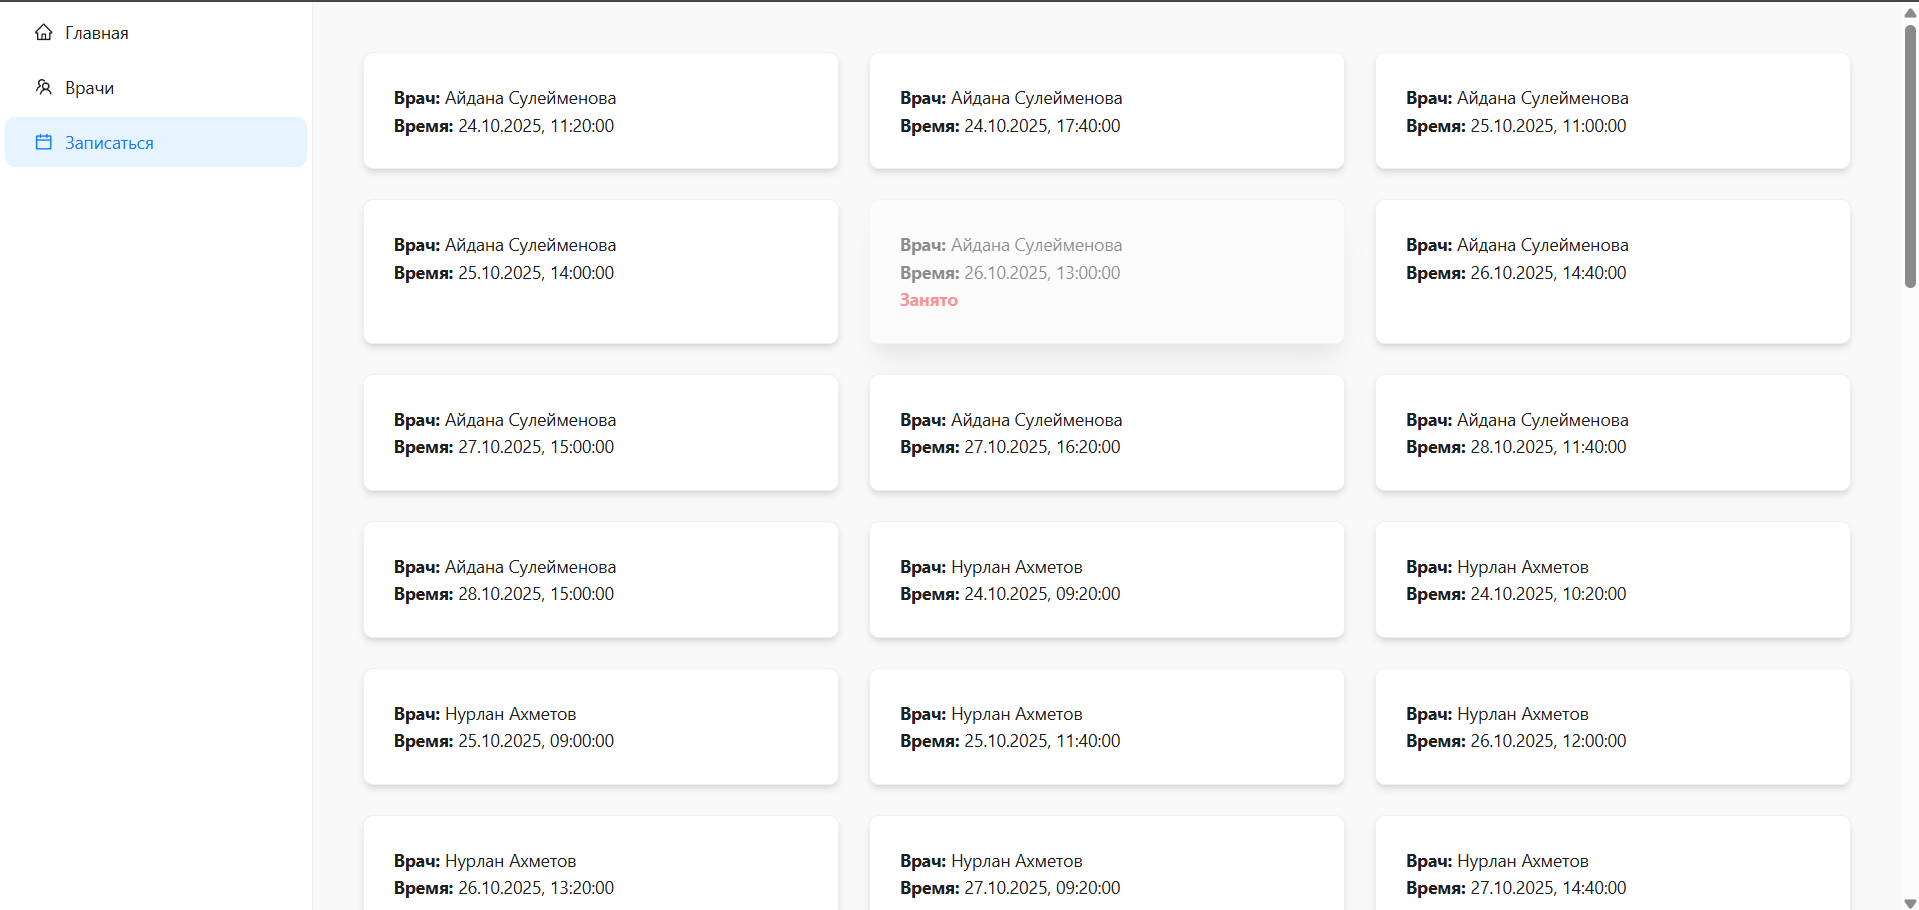 Главная
Врачи
Записаться
Врач: Айдана Сулейменова
Время: 24.10.2025, 11:20:00
Врач: Айдана Сулейменова
Время: 24.10.2025, 17:40:00
Врач: Айдана Сулейменова
Время: 25.10.2025, 11:00:00
Врач: Айдана Сулейменова
Время: 25.10.2025, 14:00:00
Врач: Айдана Сулейменова
Время: 26.10.2025, 13:00:00
Занято
Врач: Айдана Сулейменова
Время: 26.10.2025, 14:40:00
Врач: Айдана Сулейменова
Время: 27.10.2025, 15:00:00
Врач: Айдана Сулейменова
Время: 27.10.2025, 16:20:00
Врач: Айдана Сулейменова
Время: 28.10.2025, 11:40:00
Врач: Айдана Сулейменова
Время: 28.10.2025, 15:00:00
Врач: Нурлан Ахметов
Время: 24.10.2025, 09:20:00
Врач: Нурлан Ахметов
Время: 24.10.2025, 10:20:00
Врач: Нурлан Ахметов
Время: 25.10.2025, 09:00:00
Врач: Нурлан Ахметов
Время: 25.10.2025, 11:40:00
Врач: Нурлан Ахметов
Время: 26.10.2025, 12:00:00
Врач: Нурлан Ахметов
Время: 26.10.2025, 13:20:00
Врач: Нурлан Ахметов
Время: 27.10.2025, 09:20:00
Врач: Нурлан Ахметов
Время: 27.10.2025, 14:40:00